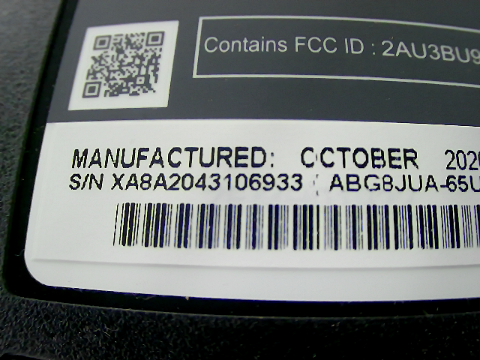 Contains FCC ID : 2AU3BU9
MANUFACTURED: OCTOBER 2020
S/N XA8A2043106933 ABG8JUA-65U